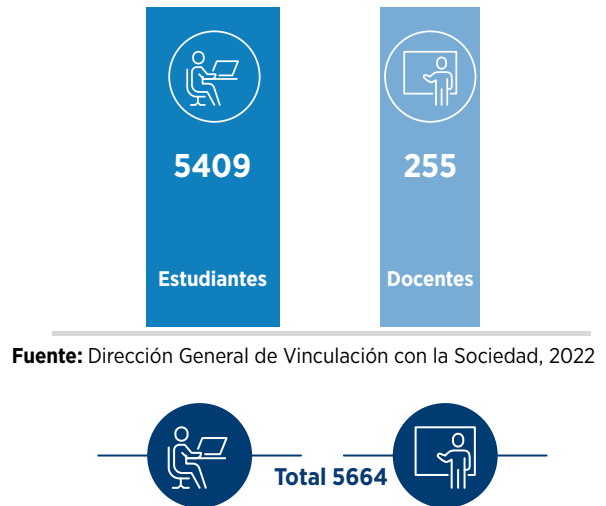 5409
255
Estudiantes
Docentes
Fuente: Dirección General de Vinculación con la Sociedad, 2022
Total 5664